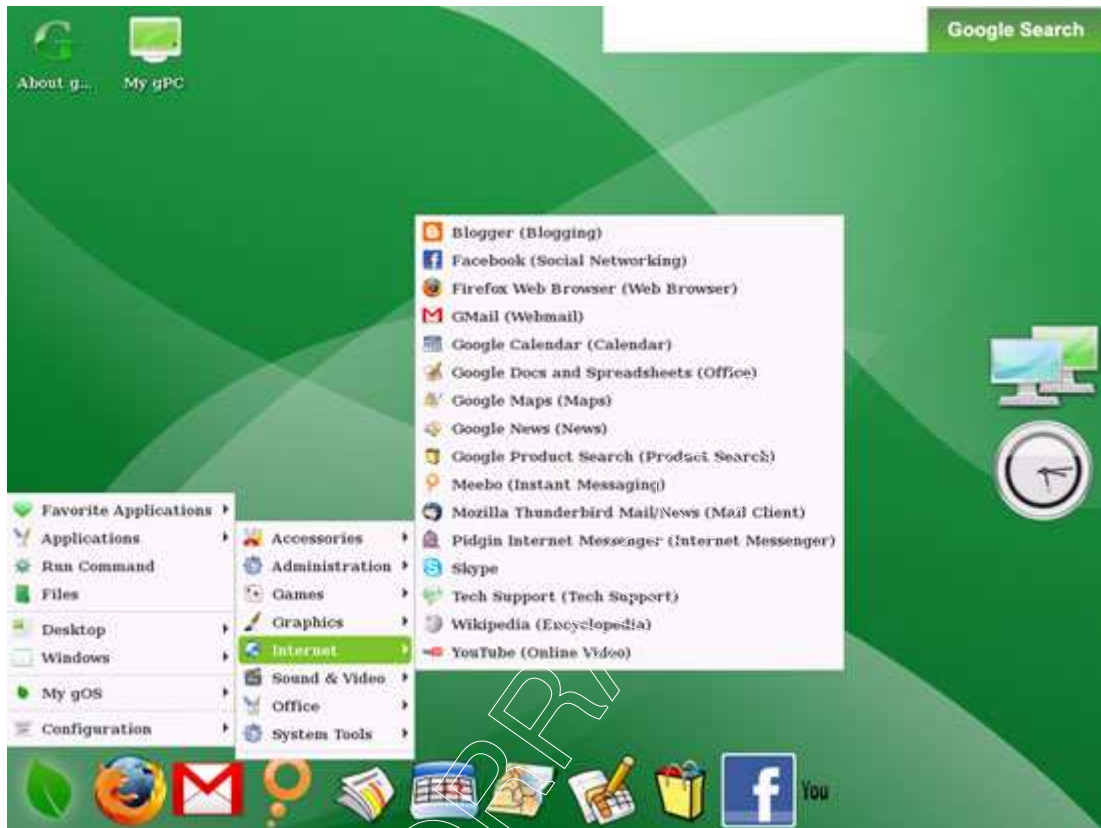 Google Search
About g...
My gPC
Blogger (Blogging)
Facebook (Social Networking)
Firefox Web Browser (Web Browser)
GMail (Webmail)
Google Calendar (Calendar)
Google Docs and Spreadsheets (Office)
Google Maps (Maps)
Google News (News)
Google Product Search (Product Search)
Meebo (Instant Messaging)
Mozilla Thunderbird Mail/News (Mail Client)
Pidgin Internet Messenger (Internet Messenger)
Skype
Tech Support (Tech Support)
Wikipedia (Encyclopedia)
YouTube (Online Video)
Favorite Applications
Applications
Run Command
Files
Desktop
Windows
My gOS
Configuration
Accessories
Administration
Games
Graphics
Internet
Sound & Video
Office
System Tools
You